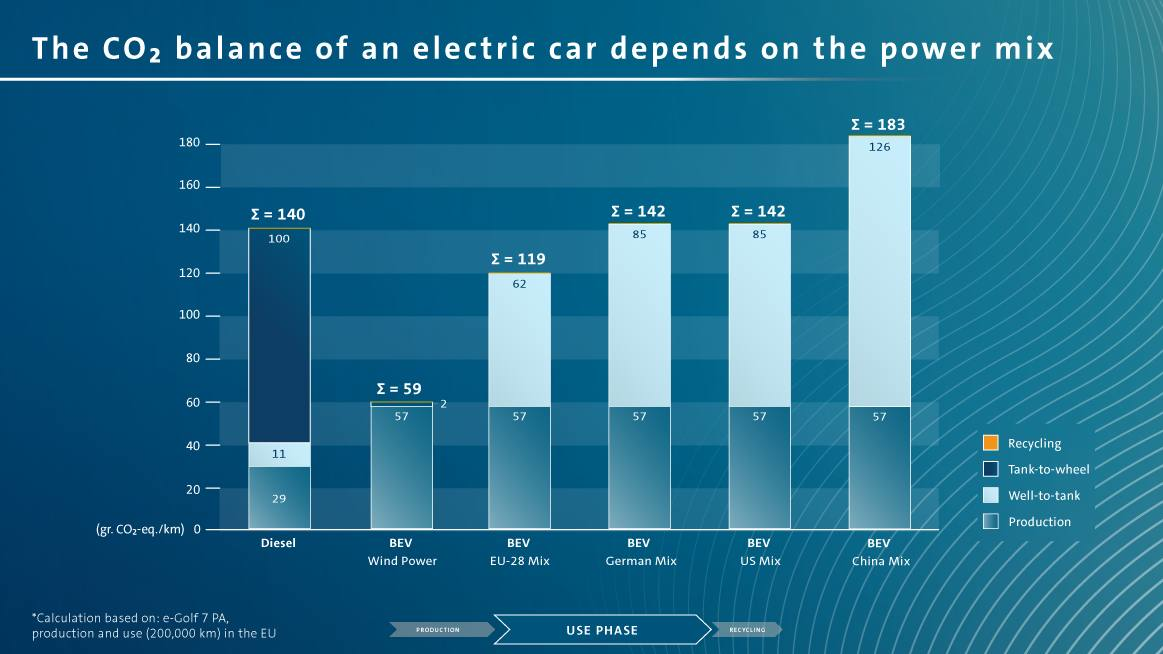 The CO₂ balance of an electric car depends on the power mix
180
160
140
120
100
80
60
40
20
(gr. CO₂-eq./km) 0
Σ = 140
100
11
29
Σ = 59
2
57
Σ = 119
62
57
Σ = 142
85
57
Σ = 142
85
57
Σ = 183
126
57
Diesel
BEV
Wind Power
BEV
EU-28 Mix
BEV
German Mix
BEV
US Mix
BEV
China Mix
Recycling
Tank-to-wheel
Well-to-tank
Production
*Calculation based on: e-Golf 7 PA,
production and use (200,000 km) in the EU
PRODUCTION
USE PHASE
RECYCLING